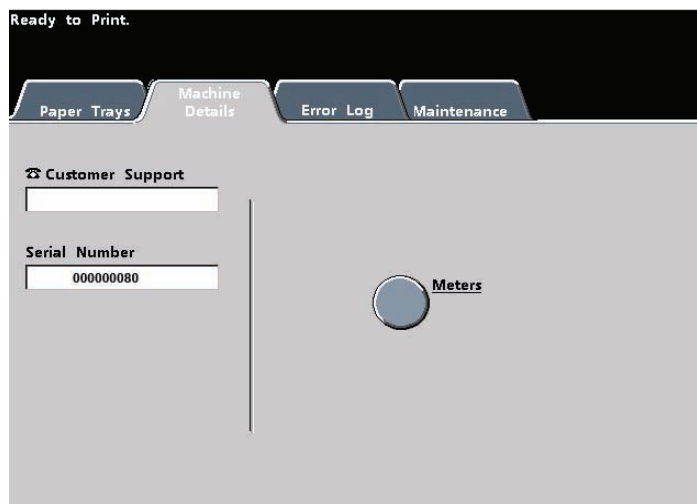 Ready to Print.
Paper Trays
Machine
Details
Error Log
Maintenance
☎ Customer Support
Serial Number
000000080
Meters